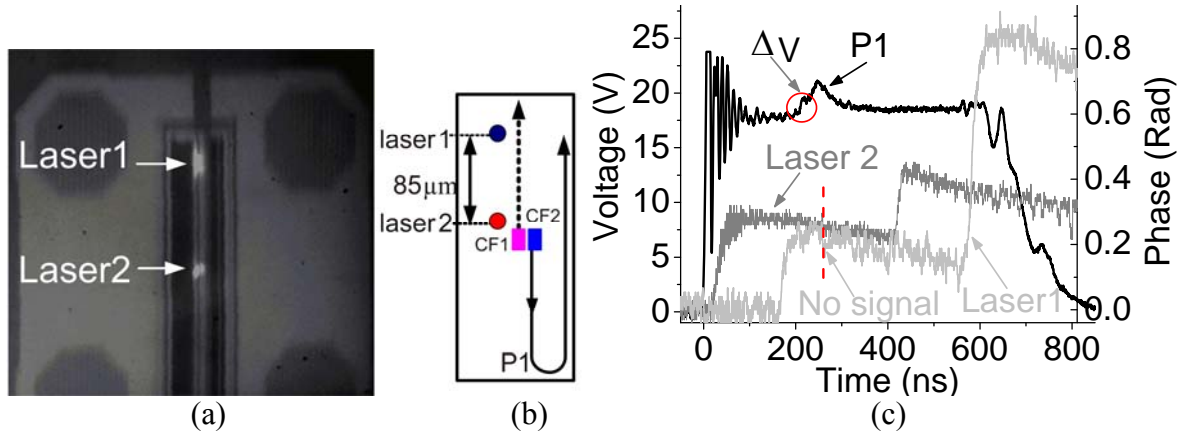 Laser1
Laser2
(a)
laser 1
85μm
laser 2
CF1
CF2
P1
(b)
Voltage (V)
25
20
15
10
5
0
ΔV
P1
Laser 2
No signal
Laser1
0.8
0.6
0.4
0.2
0.0
Phase (Rad)
0 200 400 600 800
Time (ns)
(c)